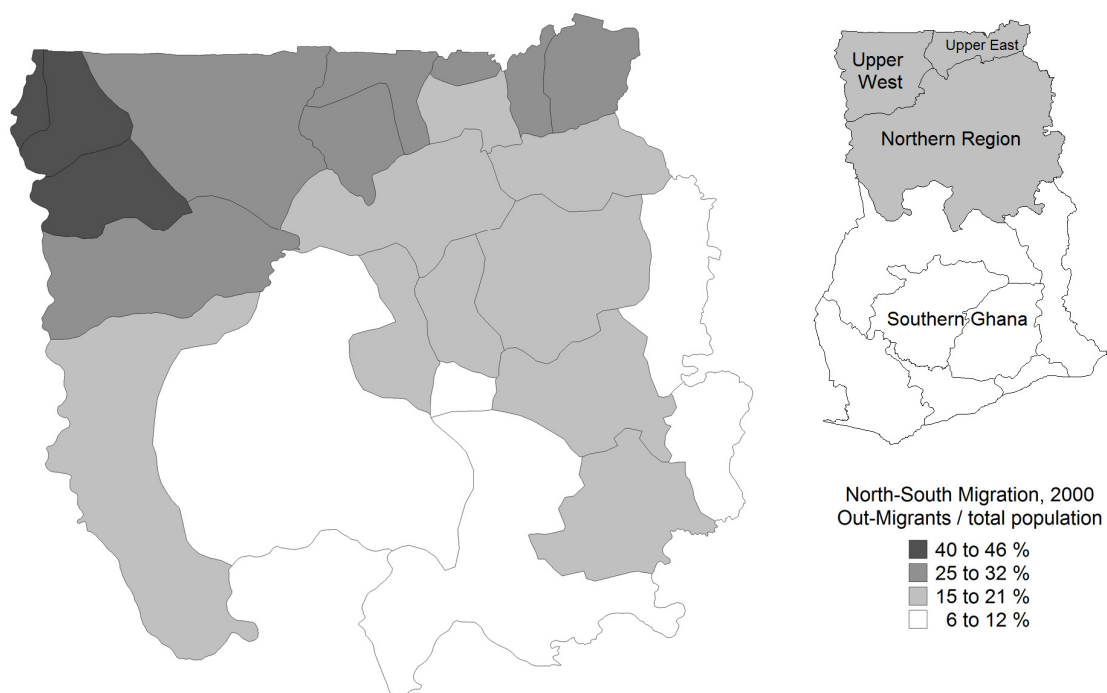 Upper East
Upper
West
Northern Region
Southern Ghana
North-South Migration, 2000
Out-Migrants / total population
40 to 46 %
25 to 32 %
15 to 21 %
6 to 12 %